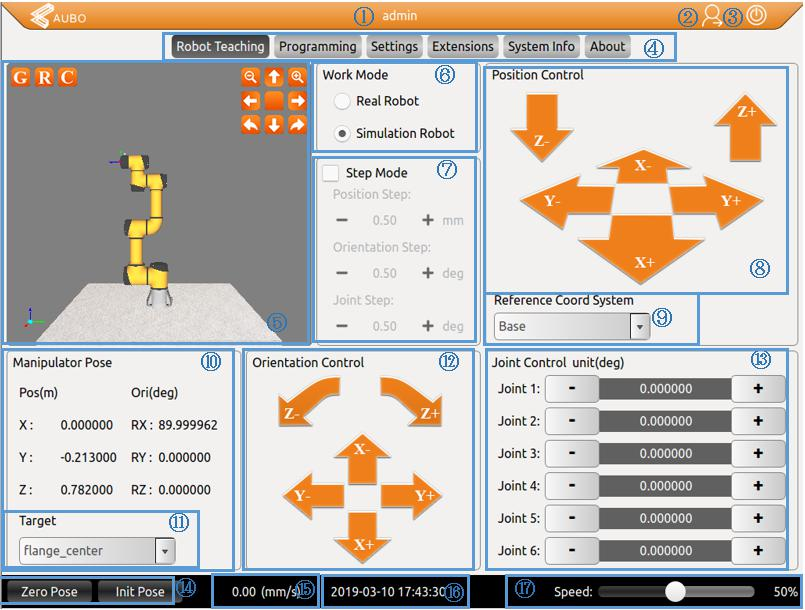 AUBO ① admin ② ③
Robot Teaching Programming Settings Extensions System Info About ④
G R C
⑤
Work Mode ⑥
Real Robot
Simulation Robot
Step Mode ⑦
Position Step:
− 0.50 + mm
Orientation Step:
− 0.50 + deg
Joint Step:
− 0.50 + deg
Position Control
Z- Z+
X-
Y- Y+
X+
⑧
Reference Coord System
Base ⑨
Manipulator Pose ⑩
Pos(m) Ori(deg)
X : 0.000000 RX : 89.999962
Y : -0.213000 RY : 0.000000
Z : 0.782000 RZ : 0.000000
Target ⑪
flange_center
Orientation Control ⑫
Z- Z+
X-
Y- Y+
X+
Joint Control unit(deg) ⑬
Joint 1: - 0.000000 +
Joint 2: - 0.000000 +
Joint 3: - 0.000000 +
Joint 4: - 0.000000 +
Joint 5: - 0.000000 +
Joint 6: - 0.000000 +
Zero Pose Init Pose ⑭ 0.00 (mm/s) ⑮ 2019-03-10 17:43:30 ⑯ ⑰ Speed: 50%